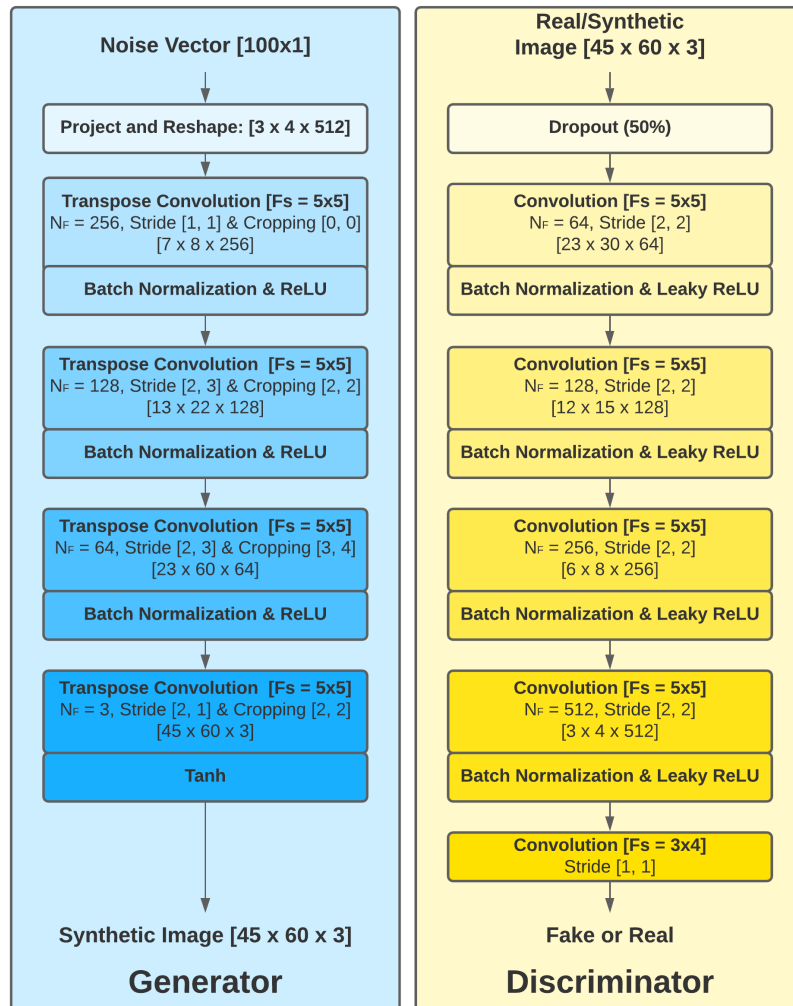 Noise Vector [100x1]
Project and Reshape: [3 x 4 x 512]
Transpose Convolution [Fs = 5x5]
NF = 256, Stride [1, 1] & Cropping [0, 0]
[7 x 8 x 256]
Batch Normalization & ReLU
Transpose Convolution [Fs = 5x5]
NF = 128, Stride [2, 3] & Cropping [2, 2]
[13 x 22 x 128]
Batch Normalization & ReLU
Transpose Convolution [Fs = 5x5]
NF = 64, Stride [2, 3] & Cropping [3, 4]
[23 x 60 x 64]
Batch Normalization & ReLU
Transpose Convolution [Fs = 5x5]
NF = 3, Stride [2, 1] & Cropping [2, 2]
[45 x 60 x 3]
Tanh
Synthetic Image [45 x 60 x 3]
Generator
Real/Synthetic
Image [45 x 60 x 3]
Dropout (50%)
Convolution [Fs = 5x5]
NF = 64, Stride [2, 2]
[23 x 30 x 64]
Batch Normalization & Leaky ReLU
Convolution [Fs = 5x5]
NF = 128, Stride [2, 2]
[12 x 15 x 128]
Batch Normalization & Leaky ReLU
Convolution [Fs = 5x5]
NF = 256, Stride [2, 2]
[6 x 8 x 256]
Batch Normalization & Leaky ReLU
Convolution [Fs = 5x5]
NF = 512, Stride [2, 2]
[3 x 4 x 512]
Batch Normalization & Leaky ReLU
Convolution [Fs = 3x4]
Stride [1, 1]
Fake or Real
Discriminator